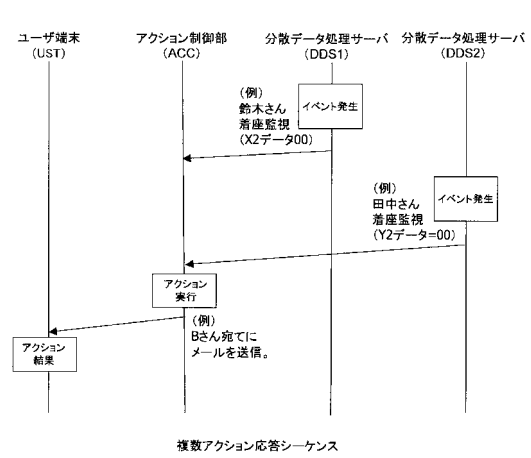 ユーザ端末
(UST)
アクション制御部
(ACC)
分散データ処理サーバ
(DDS1)
分散データ処理サーバ
(DDS2)
(例)
鈴木さん
着座監視
(X2データ00)
イベント発生
(例)
田中さん
着座監視
(Y2データ=00)
イベント発生
アクション
実行
(例)
Bさん宛てに
メールを送信。
アクション
結果
複数アクション応答シーケンス